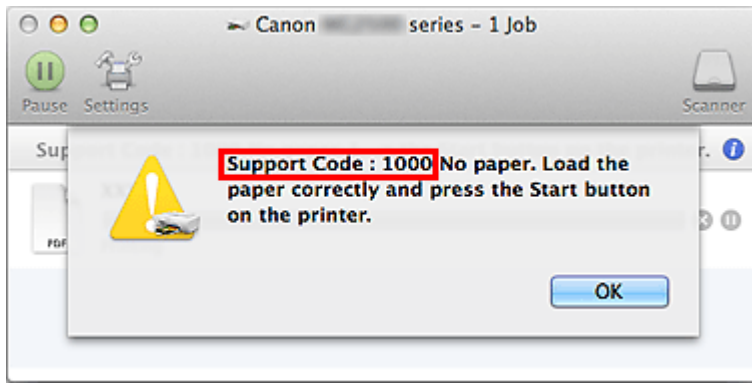 Canon series – 1 Job
Pause Settings Scanner
Support Code : 1000 No paper. Load the
paper correctly and press the Start button
on the printer.
PDF
OK